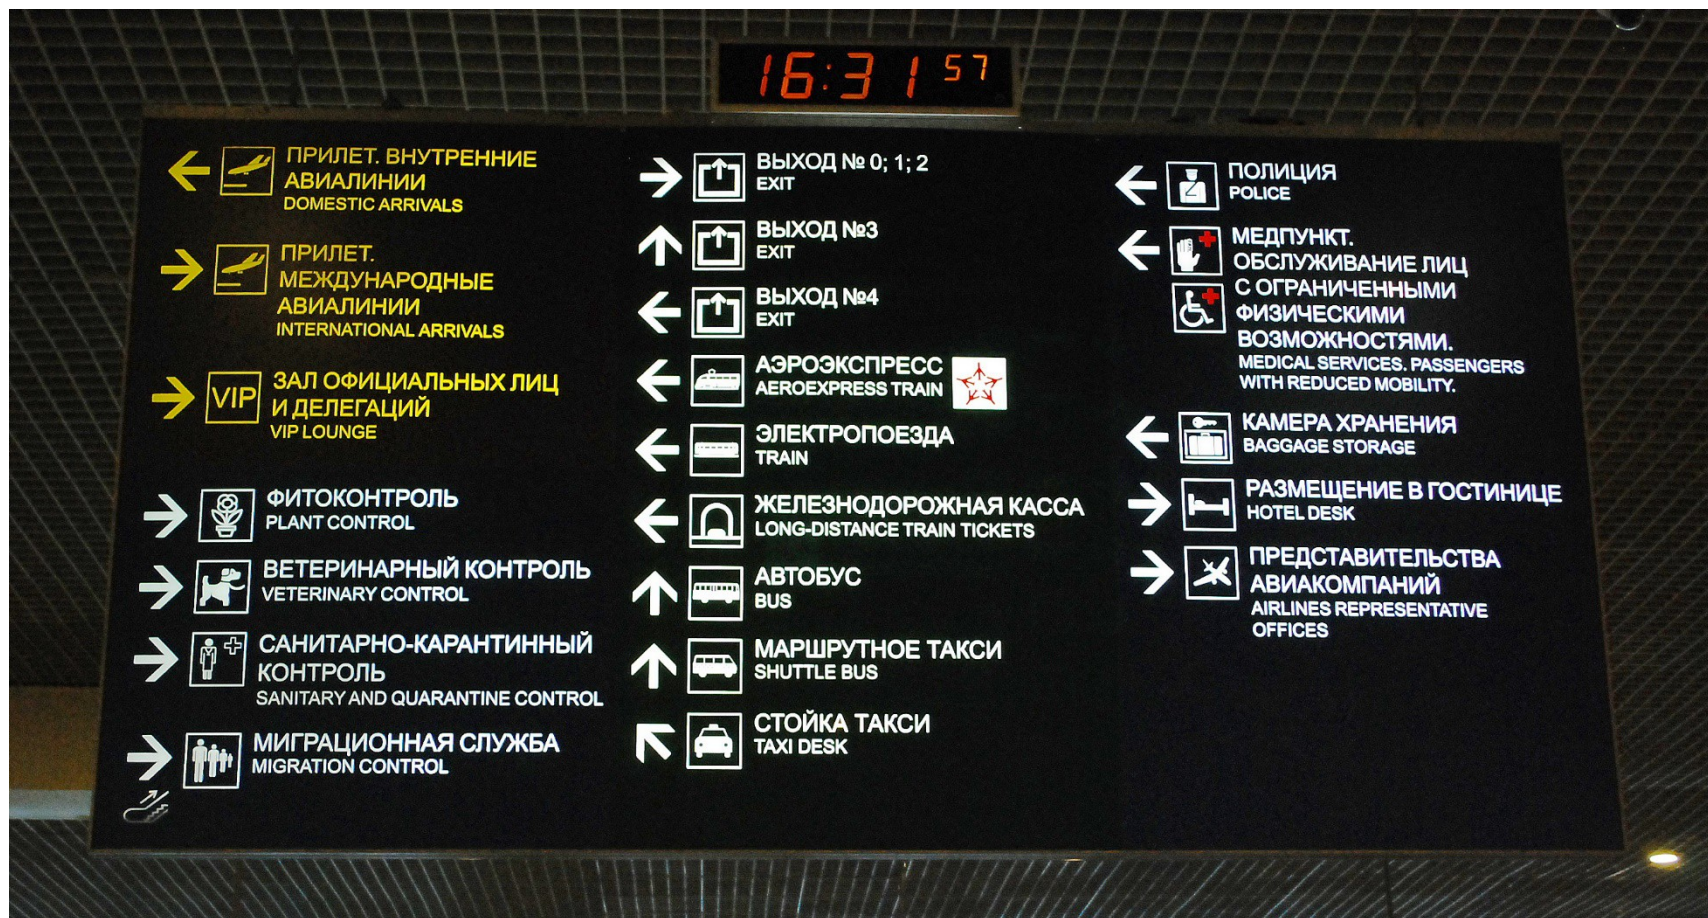 16:31 57
ПРИЛЕТ. ВНУТРЕННИЕ
АВИАЛИНИИ
DOMESTIC ARRIVALS
ПРИЛЕТ.
МЕЖДУНАРОДНЫЕ
АВИАЛИНИИ
INTERNATIONAL ARRIVALS
VIP
ЗАЛ ОФИЦИАЛЬНЫХ ЛИЦ
И ДЕЛЕГАЦИЙ
VIP LOUNGE
ФИТОКОНТРОЛЬ
PLANT CONTROL
ВЕТЕРИНАРНЫЙ КОНТРОЛЬ
VETERINARY CONTROL
САНИТАРНО-КАРАНТИННЫЙ
КОНТРОЛЬ
SANITARY AND QUARANTINE CONTROL
МИГРАЦИОННАЯ СЛУЖБА
MIGRATION CONTROL
ВЫХОД № 0; 1; 2
EXIT
ВЫХОД №3
EXIT
ВЫХОД №4
EXIT
АЭРОЭКСПРЕСС
AEROEXPRESS TRAIN
ЭЛЕКТРОПОЕЗДА
TRAIN
ЖЕЛЕЗНОДОРОЖНАЯ КАССА
LONG-DISTANCE TRAIN TICKETS
АВТОБУС
BUS
МАРШРУТНОЕ ТАКСИ
SHUTTLE BUS
СТОЙКА ТАКСИ
TAXI DESK
ПОЛИЦИЯ
POLICE
МЕДПУНКТ.
ОБСЛУЖИВАНИЕ ЛИЦ
С ОГРАНИЧЕННЫМИ
ФИЗИЧЕСКИМИ
ВОЗМОЖНОСТЯМИ.
MEDICAL SERVICES. PASSENGERS
WITH REDUCED MOBILITY.
КАМЕРА ХРАНЕНИЯ
BAGGAGE STORAGE
РАЗМЕЩЕНИЕ В ГОСТИНИЦЕ
HOTEL DESK
ПРЕДСТАВИТЕЛЬСТВА
АВИАКОМПАНИЙ
AIRLINES REPRESENTATIVE
OFFICES